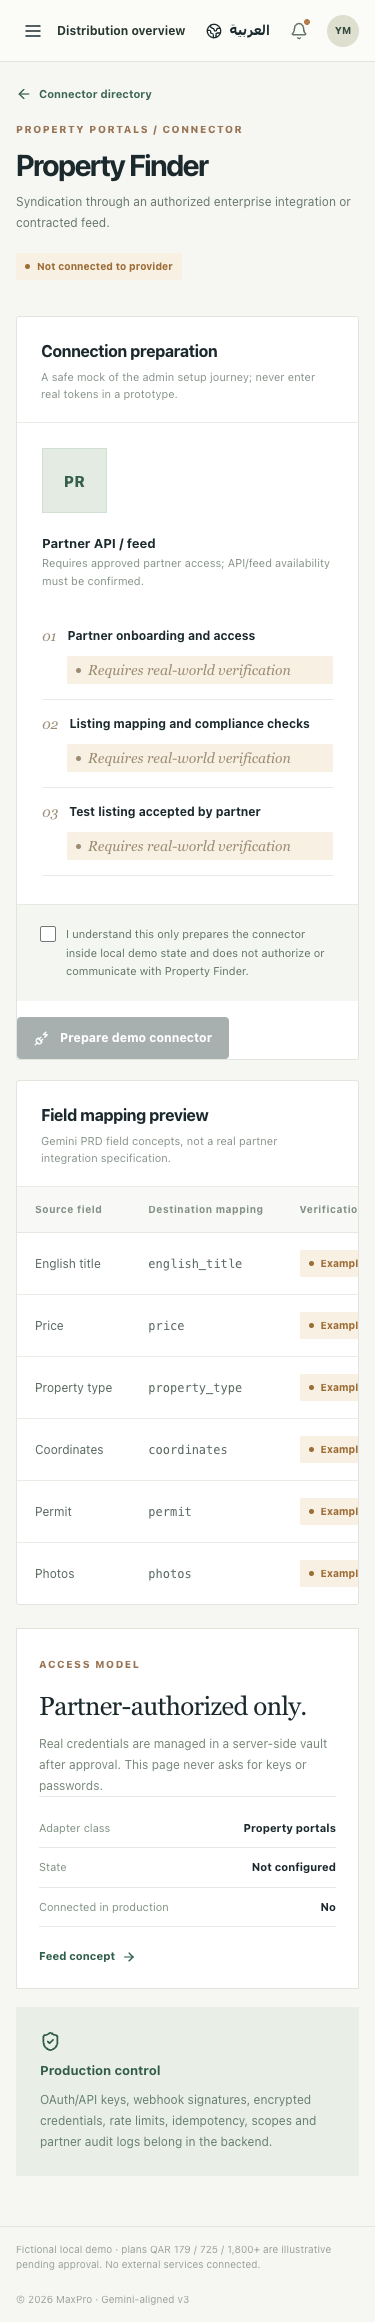 Distribution overview
العربية
YM
Connector directory
PROPERTY PORTALS / CONNECTOR
Property Finder
Syndication through an authorized enterprise integration or
contracted feed.
Not connected to provider
Connection preparation
A safe mock of the admin setup journey; never enter
real tokens in a prototype.
PR
Partner API / feed
Requires approved partner access; API/feed availability
must be confirmed.
01 Partner onboarding and access
Requires real-world verification
02 Listing mapping and compliance checks
Requires real-world verification
03 Test listing accepted by partner
Requires real-world verification
I understand this only prepares the connector
inside local demo state and does not authorize or
communicate with Property Finder.
Prepare demo connector
Field mapping preview
Gemini PRD field concepts, not a real partner
integration specification.
Source field Destination mapping Verificatio
English title english_title Exampl
Price price Exampl
Property type property_type Exampl
Coordinates coordinates Exampl
Permit permit Exampl
Photos photos Exampl
ACCESS MODEL
Partner-authorized only.
Real credentials are managed in a server-side vault
after approval. This page never asks for keys or
passwords.
Adapter class Property portals
State Not configured
Connected in production No
Feed concept
Production control
OAuth/API keys, webhook signatures, encrypted
credentials, rate limits, idempotency, scopes and
partner audit logs belong in the backend.
Fictional local demo · plans QAR 179 / 725 / 1,800+ are illustrative
pending approval. No external services connected.
© 2026 MaxPro · Gemini-aligned v3